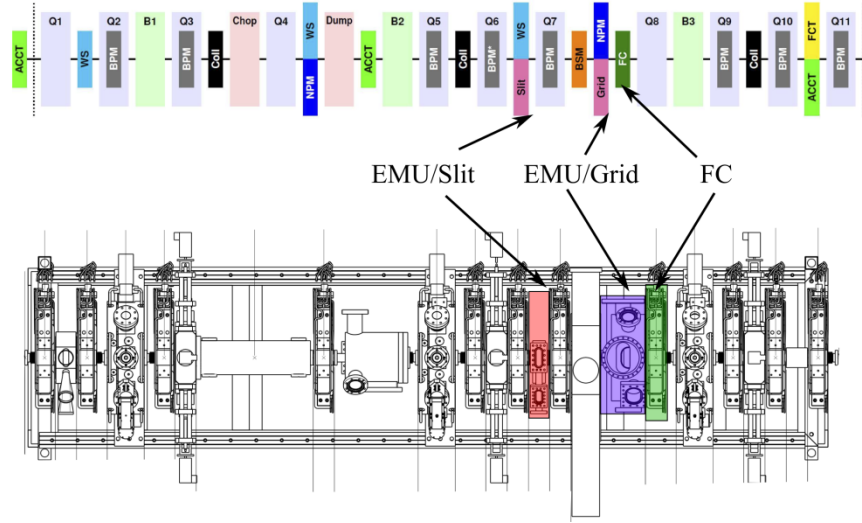 Q1 Q2 B1 Q3 Chop Q4 WS Dump B2 Q5 Q6 WS Q7 NPM Q8 B3 Q9 Q10 FCT Q11
ACCT WS BPM BPM Coll NPM ACCT BPM Coll BPM* Slit BPM BSM Grid FC BPM Coll BPM ACCT BPM
EMU/Slit EMU/Grid FC